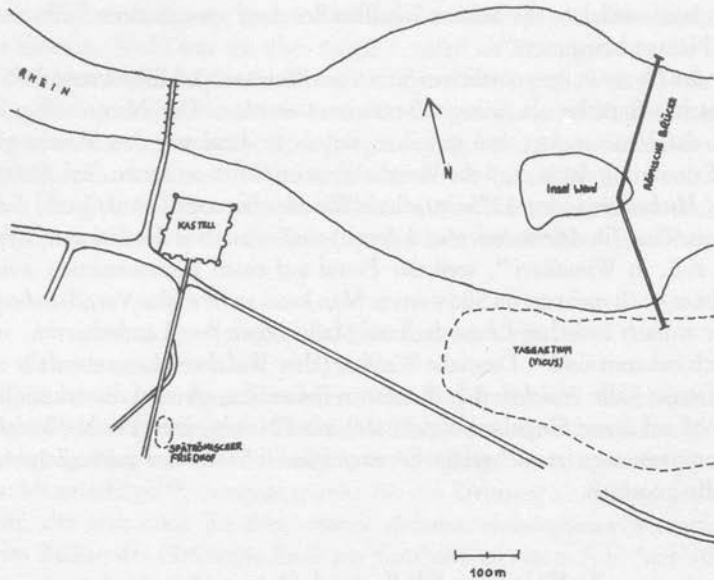 RHEIN
RÖMISCHE BRÜCKE
N
Insel Werd
KASTELL
TASGAETIUM
(VICUS)
SPÄTRÖMISCHER
FRIEDHOF
100m